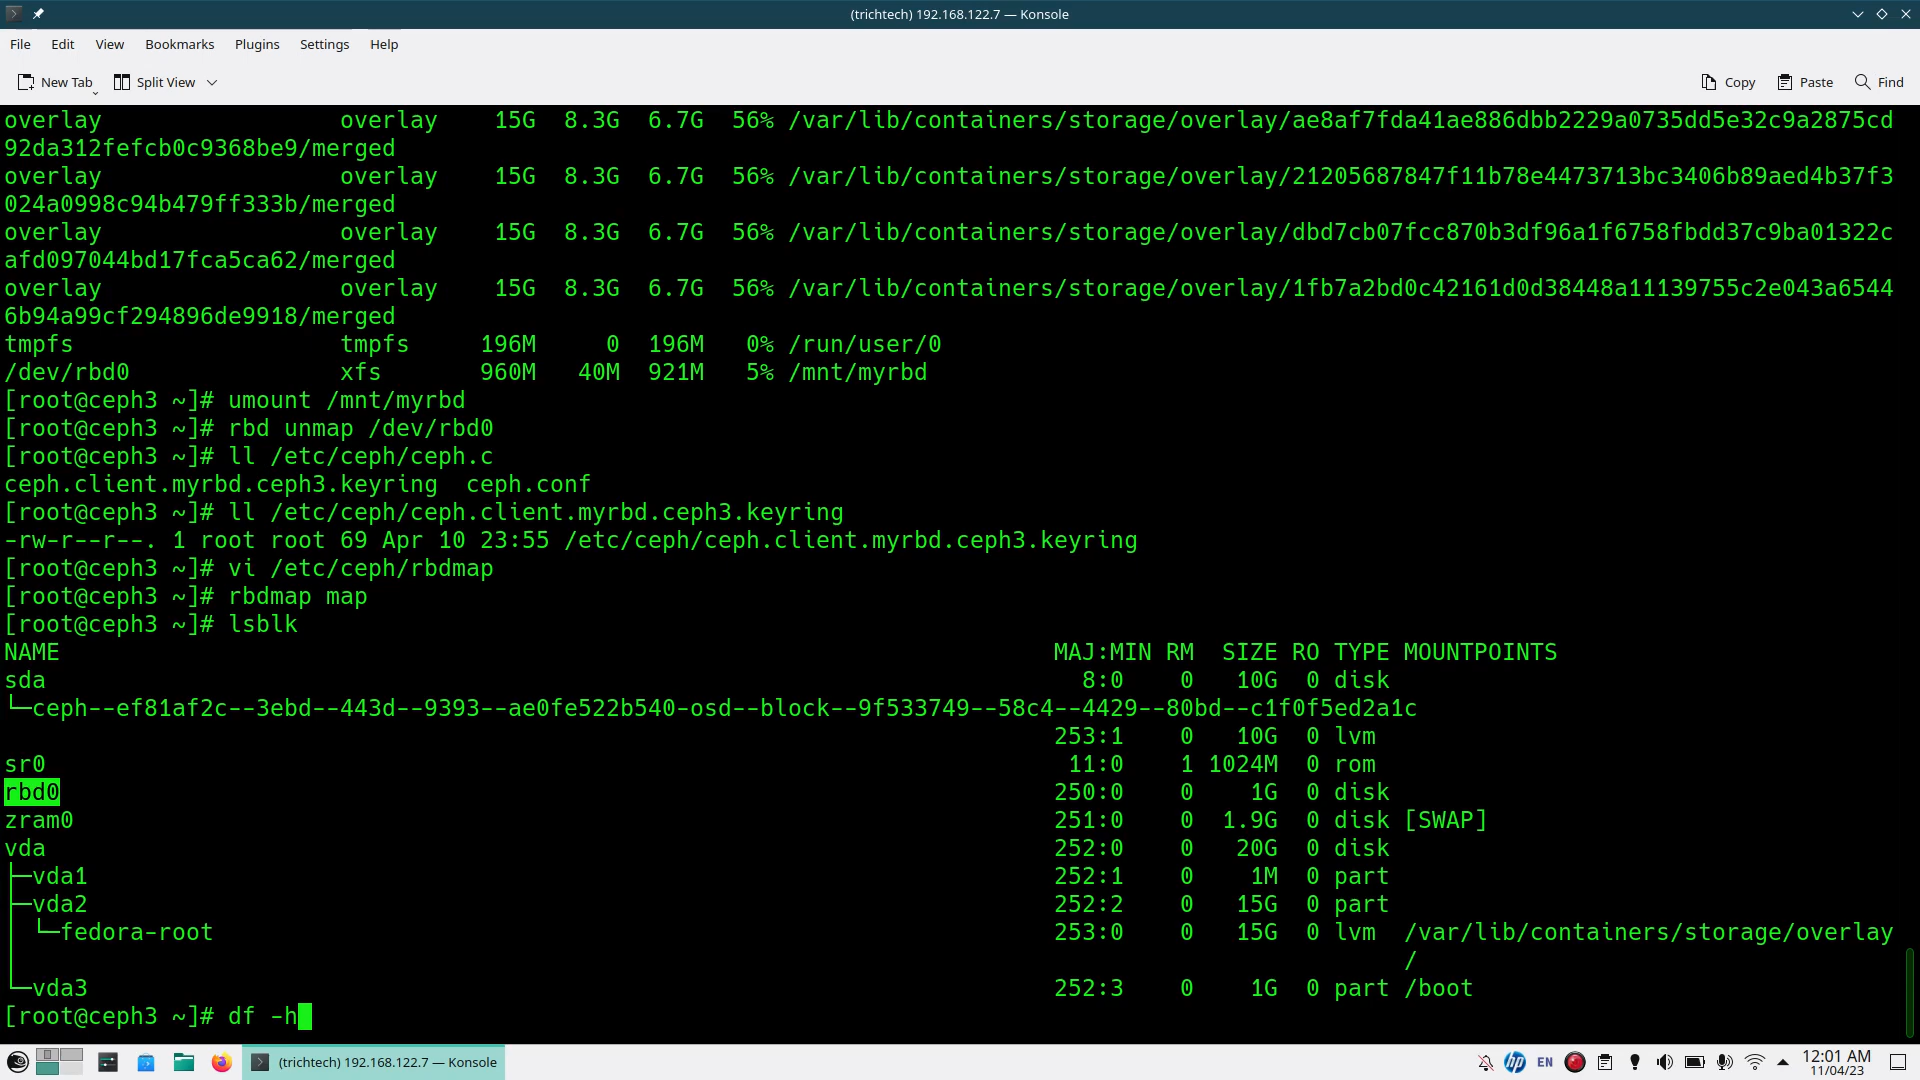 (trichtech) 192.168.122.7 — Konsole
File Edit View Bookmarks Plugins Settings Help
New Tab Split View Copy Paste Find
overlay overlay 15G 8.3G 6.7G 56% /var/lib/containers/storage/overlay/ae8af7fda41ae886dbb2229a0735dd5e32c9a2875cd
92da312fefcb0c9368be9/merged
overlay overlay 15G 8.3G 6.7G 56% /var/lib/containers/storage/overlay/21205687847f11b78e4473713bc3406b89aed4b37f3
024a0998c94b479ff333b/merged
overlay overlay 15G 8.3G 6.7G 56% /var/lib/containers/storage/overlay/dbd7cb07fcc870b3df96a1f6758fbdd37c9ba01322c
afd097044bd17fca5ca62/merged
overlay overlay 15G 8.3G 6.7G 56% /var/lib/containers/storage/overlay/1fb7a2bd0c42161d0d38448a11139755c2e043a6544
6b94a99cf294896de9918/merged
tmpfs tmpfs 196M 0 196M 0% /run/user/0
/dev/rbd0 xfs 960M 40M 921M 5% /mnt/myrbd
[root@ceph3 ~]# umount /mnt/myrbd
[root@ceph3 ~]# rbd unmap /dev/rbd0
[root@ceph3 ~]# ll /etc/ceph/ceph.c
ceph.client.myrbd.ceph3.keyring ceph.conf
[root@ceph3 ~]# ll /etc/ceph/ceph.client.myrbd.ceph3.keyring
-rw-r--r--. 1 root root 69 Apr 10 23:55 /etc/ceph/ceph.client.myrbd.ceph3.keyring
[root@ceph3 ~]# vi /etc/ceph/rbdmap
[root@ceph3 ~]# rbdmap map
[root@ceph3 ~]# lsblk
NAME MAJ:MIN RM SIZE RO TYPE MOUNTPOINTS
sda 8:0 0 10G 0 disk
└─ceph--ef81af2c--3ebd--443d--9393--ae0fe522b540-osd--block--9f533749--58c4--4429--80bd--c1f0f5ed2a1c
253:1 0 10G 0 lvm
sr0 11:0 1 1024M 0 rom
rbd0 250:0 0 1G 0 disk
zram0 251:0 0 1.9G 0 disk [SWAP]
vda 252:0 0 20G 0 disk
├─vda1 252:1 0 1M 0 part
├─vda2 252:2 0 15G 0 part
│ └─fedora-root 253:0 0 15G 0 lvm /var/lib/containers/storage/overlay
│ /
└─vda3 252:3 0 1G 0 part /boot
[root@ceph3 ~]# df -h
(trichtech) 192.168.122.7 — Konsole
hp
EN
12:01 AM
11/04/23